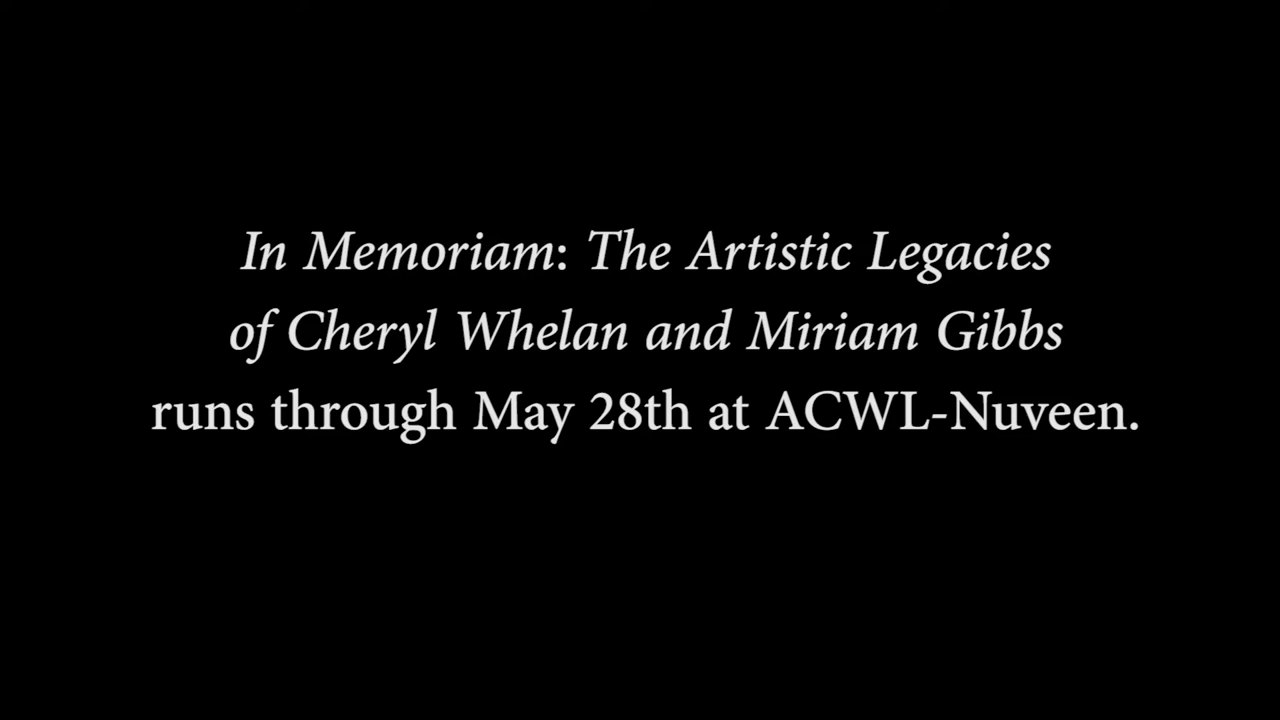 In Memoriam: The Artistic Legacies
of Cheryl Whelan and Miriam Gibbs
runs through May 28th at ACWL-Nuveen.